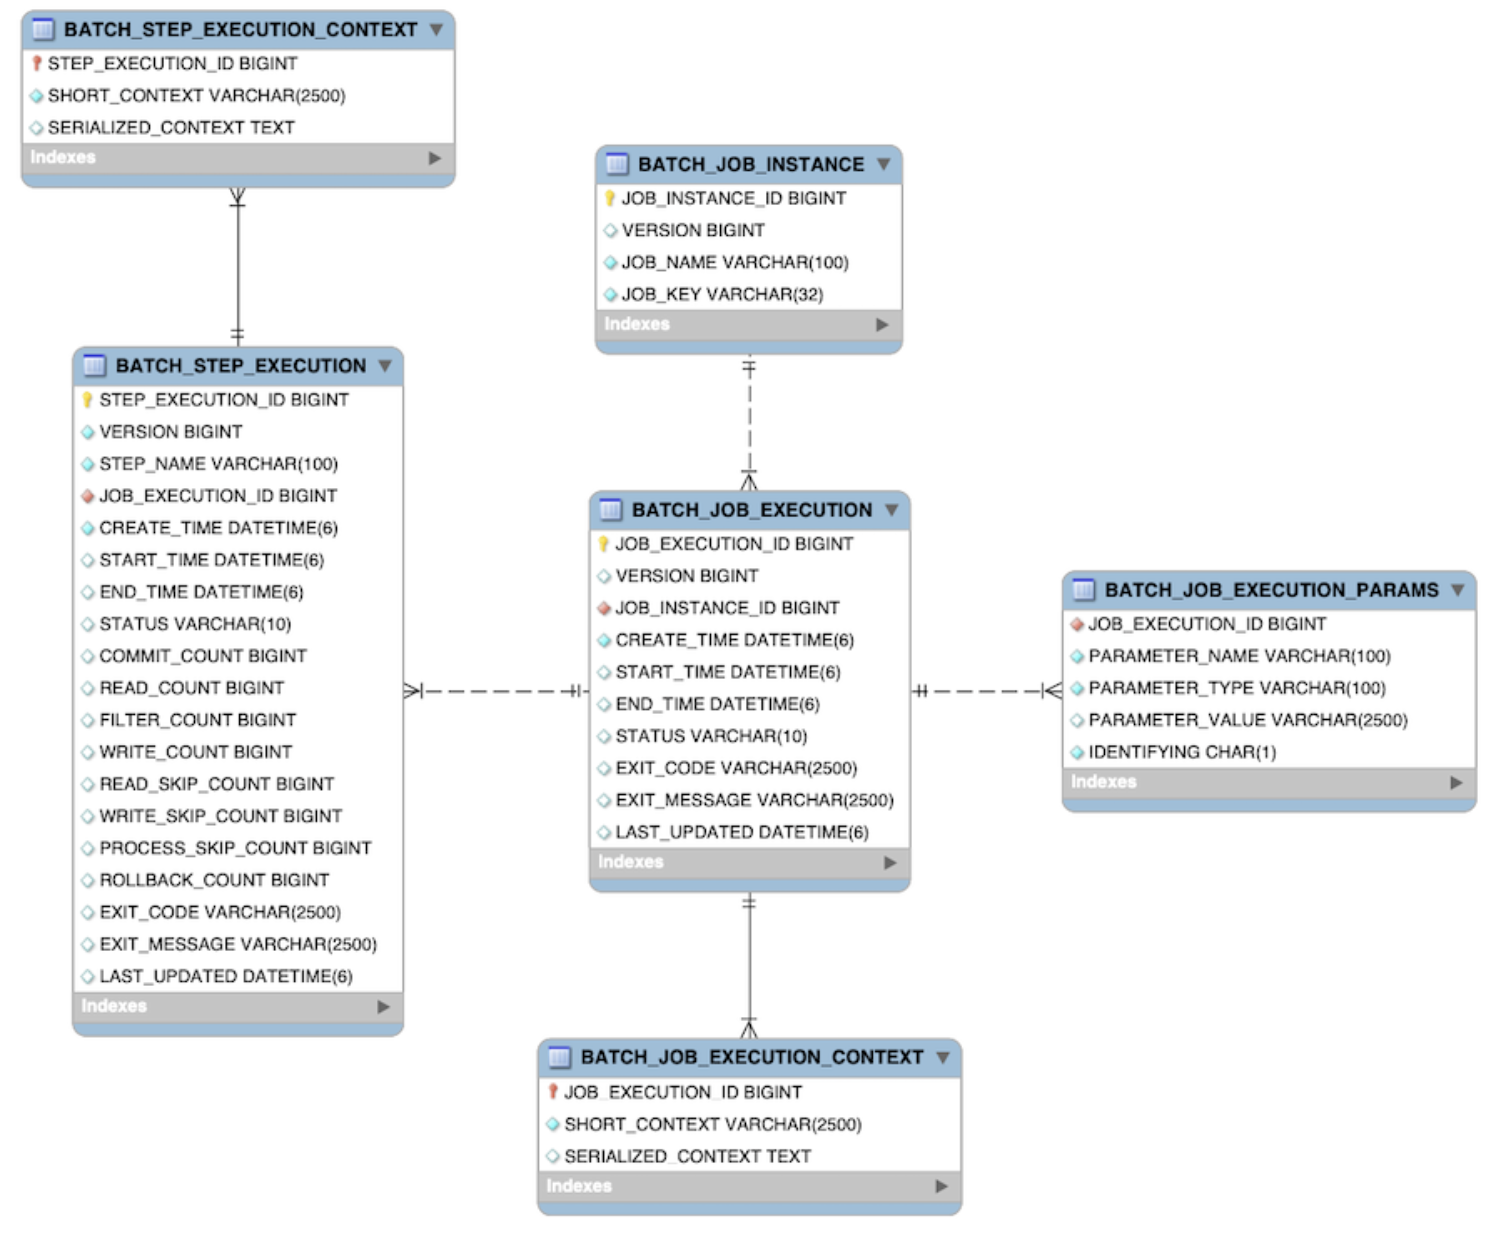 BATCH_STEP_EXECUTION_CONTEXT
STEP_EXECUTION_ID BIGINT
SHORT_CONTEXT VARCHAR(2500)
SERIALIZED_CONTEXT TEXT
Indexes
BATCH_JOB_INSTANCE
JOB_INSTANCE_ID BIGINT
VERSION BIGINT
JOB_NAME VARCHAR(100)
JOB_KEY VARCHAR(32)
Indexes
BATCH_STEP_EXECUTION
STEP_EXECUTION_ID BIGINT
VERSION BIGINT
STEP_NAME VARCHAR(100)
JOB_EXECUTION_ID BIGINT
CREATE_TIME DATETIME(6)
START_TIME DATETIME(6)
END_TIME DATETIME(6)
STATUS VARCHAR(10)
COMMIT_COUNT BIGINT
READ_COUNT BIGINT
FILTER_COUNT BIGINT
WRITE_COUNT BIGINT
READ_SKIP_COUNT BIGINT
WRITE_SKIP_COUNT BIGINT
PROCESS_SKIP_COUNT BIGINT
ROLLBACK_COUNT BIGINT
EXIT_CODE VARCHAR(2500)
EXIT_MESSAGE VARCHAR(2500)
LAST_UPDATED DATETIME(6)
Indexes
BATCH_JOB_EXECUTION
JOB_EXECUTION_ID BIGINT
VERSION BIGINT
JOB_INSTANCE_ID BIGINT
CREATE_TIME DATETIME(6)
START_TIME DATETIME(6)
END_TIME DATETIME(6)
STATUS VARCHAR(10)
EXIT_CODE VARCHAR(2500)
EXIT_MESSAGE VARCHAR(2500)
LAST_UPDATED DATETIME(6)
Indexes
BATCH_JOB_EXECUTION_PARAMS
JOB_EXECUTION_ID BIGINT
PARAMETER_NAME VARCHAR(100)
PARAMETER_TYPE VARCHAR(100)
PARAMETER_VALUE VARCHAR(2500)
IDENTIFYING CHAR(1)
Indexes
BATCH_JOB_EXECUTION_CONTEXT
JOB_EXECUTION_ID BIGINT
SHORT_CONTEXT VARCHAR(2500)
SERIALIZED_CONTEXT TEXT
Indexes